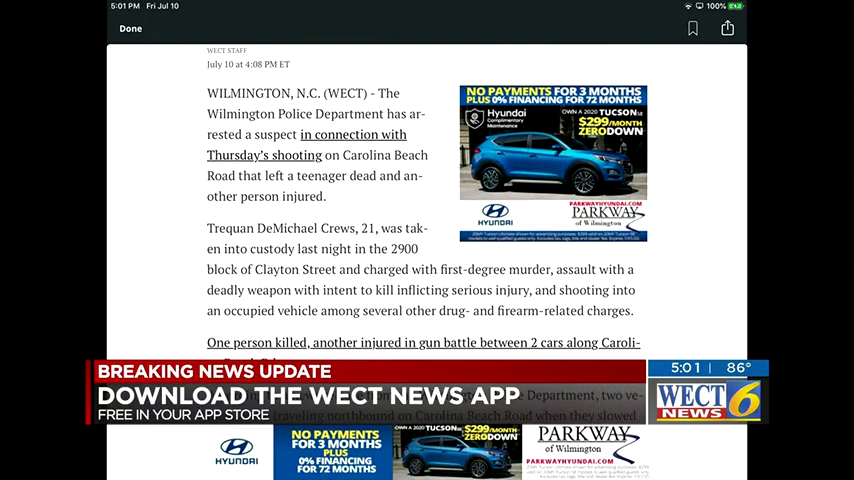 5:01 PM Fri Jul 10
100%
Done
WECT STAFF
July 10 at 4:08 PM ET
WILMINGTON, N.C. (WECT) - The
Wilmington Police Department has ar-
rested a suspect in connection with
Thursday's shooting on Carolina Beach
Road that left a teenager dead and an-
other person injured.
NO PAYMENTS FOR 3 MONTHS
PLUS 0% FINANCING FOR 72 MONTHS
Hyundai
Complimentary
Maintenance
OWN A 2020 TUCSON SE
$299/MONTH
ZERO DOWN
HYUNDAI
PARKWAYHYUNDAI.COM
PARKWAY
of Wilmington
Trequan DeMichael Crews, 21, was tak-
en into custody last night in the 2900
block of Clayton Street and charged with first-degree murder, assault with a
deadly weapon with intent to kill inflicting serious injury, and shooting into
an occupied vehicle among several other drug- and firearm-related charges.
One person killed, another injured in gun battle between 2 cars along Caroli-
BREAKING NEWS UPDATE
5:01 86°
DOWNLOAD THE WECT NEWS APP
FREE IN YOUR APP STORE
WECT 6
NEWS
Department, two ve-
traveling northbound on Carolina Beach Road when they slowed
HYUNDAI
NO PAYMENTS
FOR 3 MONTHS
PLUS
0% FINANCING
FOR 72 MONTHS
OWN A 2020 TUCSON SE
$299/MONTH
ZERO DOWN
PARKWAY
of Wilmington
PARKWAYHYUNDAI.COM